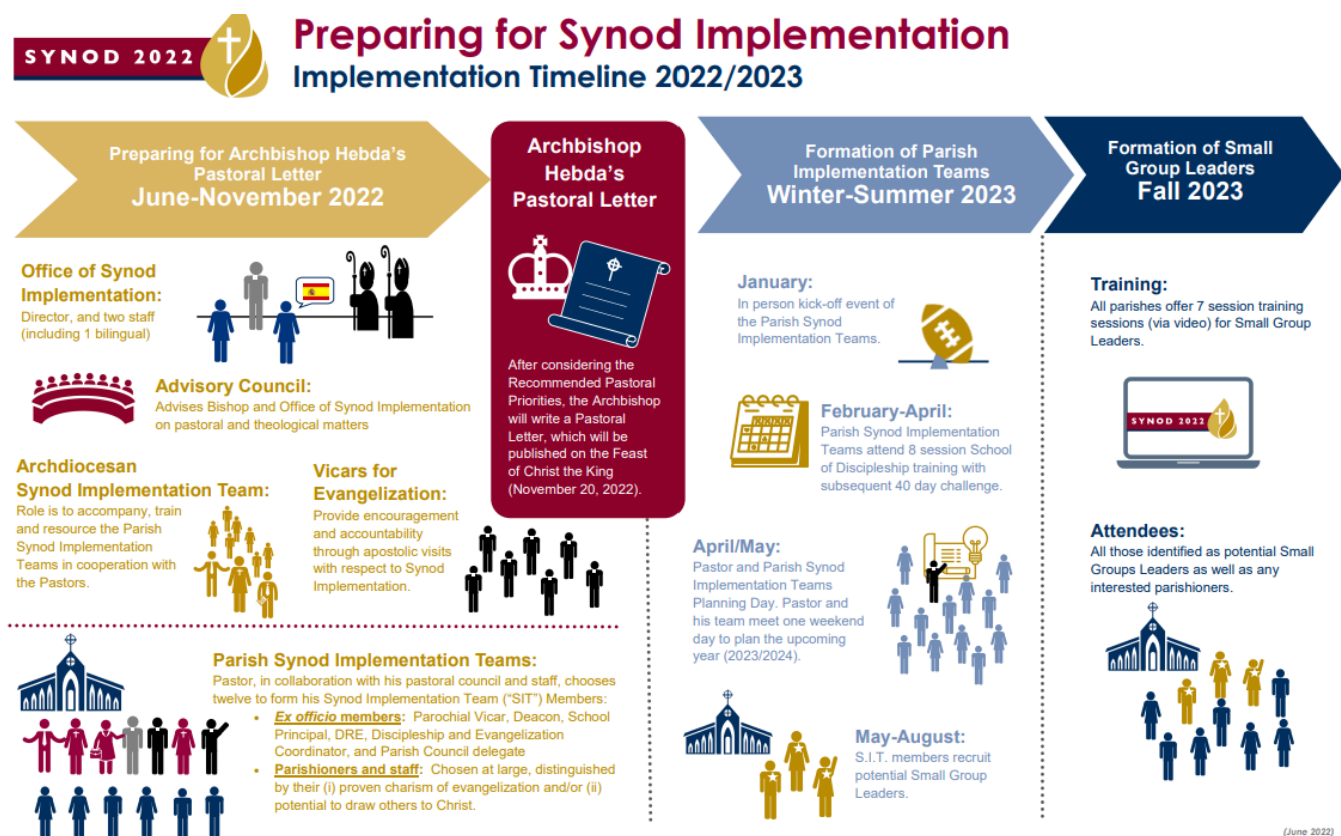 SYNOD 2022
Preparing for Synod Implementation
Implementation Timeline 2022/2023
Preparing for Archbishop Hebda's
Pastoral Letter
June-November 2022
Office of Synod
Implementation:
Director, and two staff
(including 1 bilingual)
Advisory Council:
Advises Bishop and Office of Synod Implementation
on pastoral and theological matters
Archdiocesan
Synod Implementation Team:
Role is to accompany, train
and resource the Parish
Synod Implementation
Teams in cooperation with
the Pastors.
Vicars for
Evangelization:
Provide encouragement
and accountability
through apostolic visits
with respect to Synod
Implementation.
Parish Synod Implementation Teams:
Pastor, in collaboration with his pastoral council and staff, chooses
twelve to form his Synod Implementation Team ("SIT") Members:
• Ex officio members: Parochial Vicar, Deacon, School
Principal, DRE, Discipleship and Evangelization
Coordinator, and Parish Council delegate
• Parishioners and staff: Chosen at large, distinguished
by their (i) proven charism of evangelization and/or (ii)
potential to draw others to Christ.
Archbishop
Hebda's
Pastoral Letter
After considering the
Recommended Pastoral
Priorities, the Archbishop
will write a Pastoral
Letter, which will be
published on the Feast
of Christ the King
(November 20, 2022).
Formation of Parish
Implementation Teams
Winter-Summer 2023
January:
In person kick-off event of
the Parish Synod
Implementation Teams.
February-April:
Parish Synod Implementation
Teams attend 8 session School
of Discipleship training with
subsequent 40 day challenge.
April/May:
Pastor and Parish Synod
Implementation Teams
Planning Day. Pastor and
his team meet one weekend
day to plan the upcoming
year (2023/2024).
May-August:
S.I.T. members recruit
potential Small Group
Leaders.
Formation of Small
Group Leaders
Fall 2023
Training:
All parishes offer 7 session training
sessions (via video) for Small Group
Leaders.
SYNOD 2022
Attendees:
All those identified as potential Small
Groups Leaders as well as any
interested parishioners.
(June 2022)